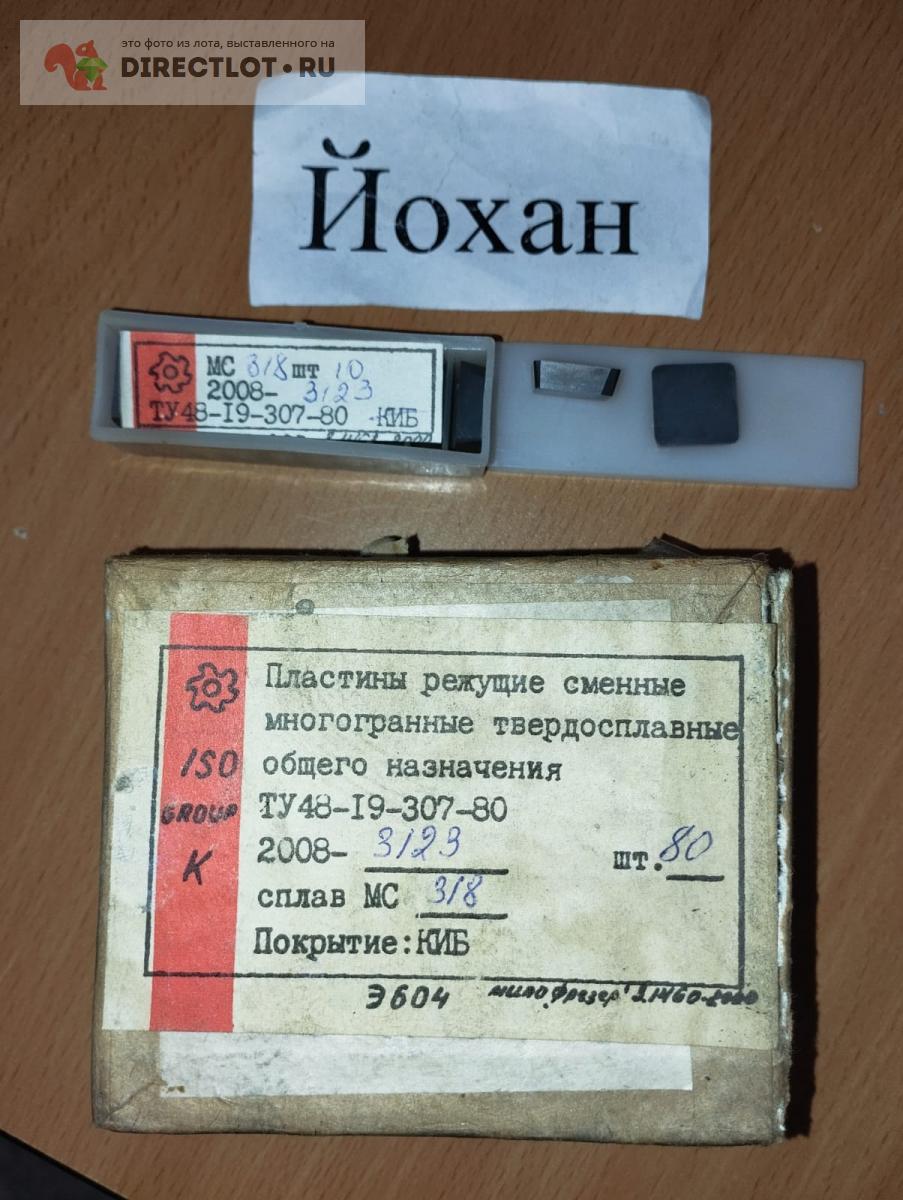 это фото из лота, выставленного на
DIRECTLOT·RU
Йохан
МС 318 шт 10
2008- 3123
ТУ48-19-307-80 КИБ
Пластины режущие сменные
многогранные твердосплавные
ISO общего назначения
GROUP ТУ48-I9-307-80
K 2008- 3123 шт. 80
сплав МС 318
Покрытие: КИБ
Э604